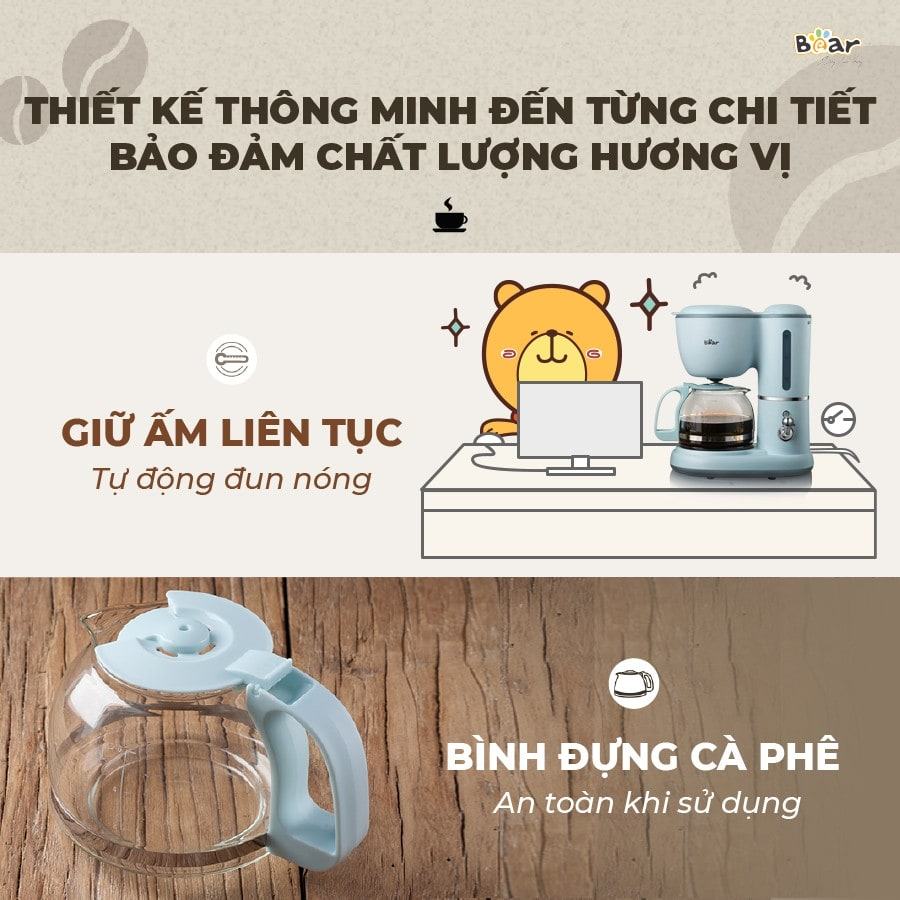 Bear
THIẾT KẾ THÔNG MINH ĐẾN TỪNG CHI TIẾT
BẢO ĐẢM CHẤT LƯỢNG HƯƠNG VỊ
Bear
GIỮ ẤM LIÊN TỤC
Tự động đun nóng
BÌNH ĐỰNG CÀ PHÊ
An toàn khi sử dụng